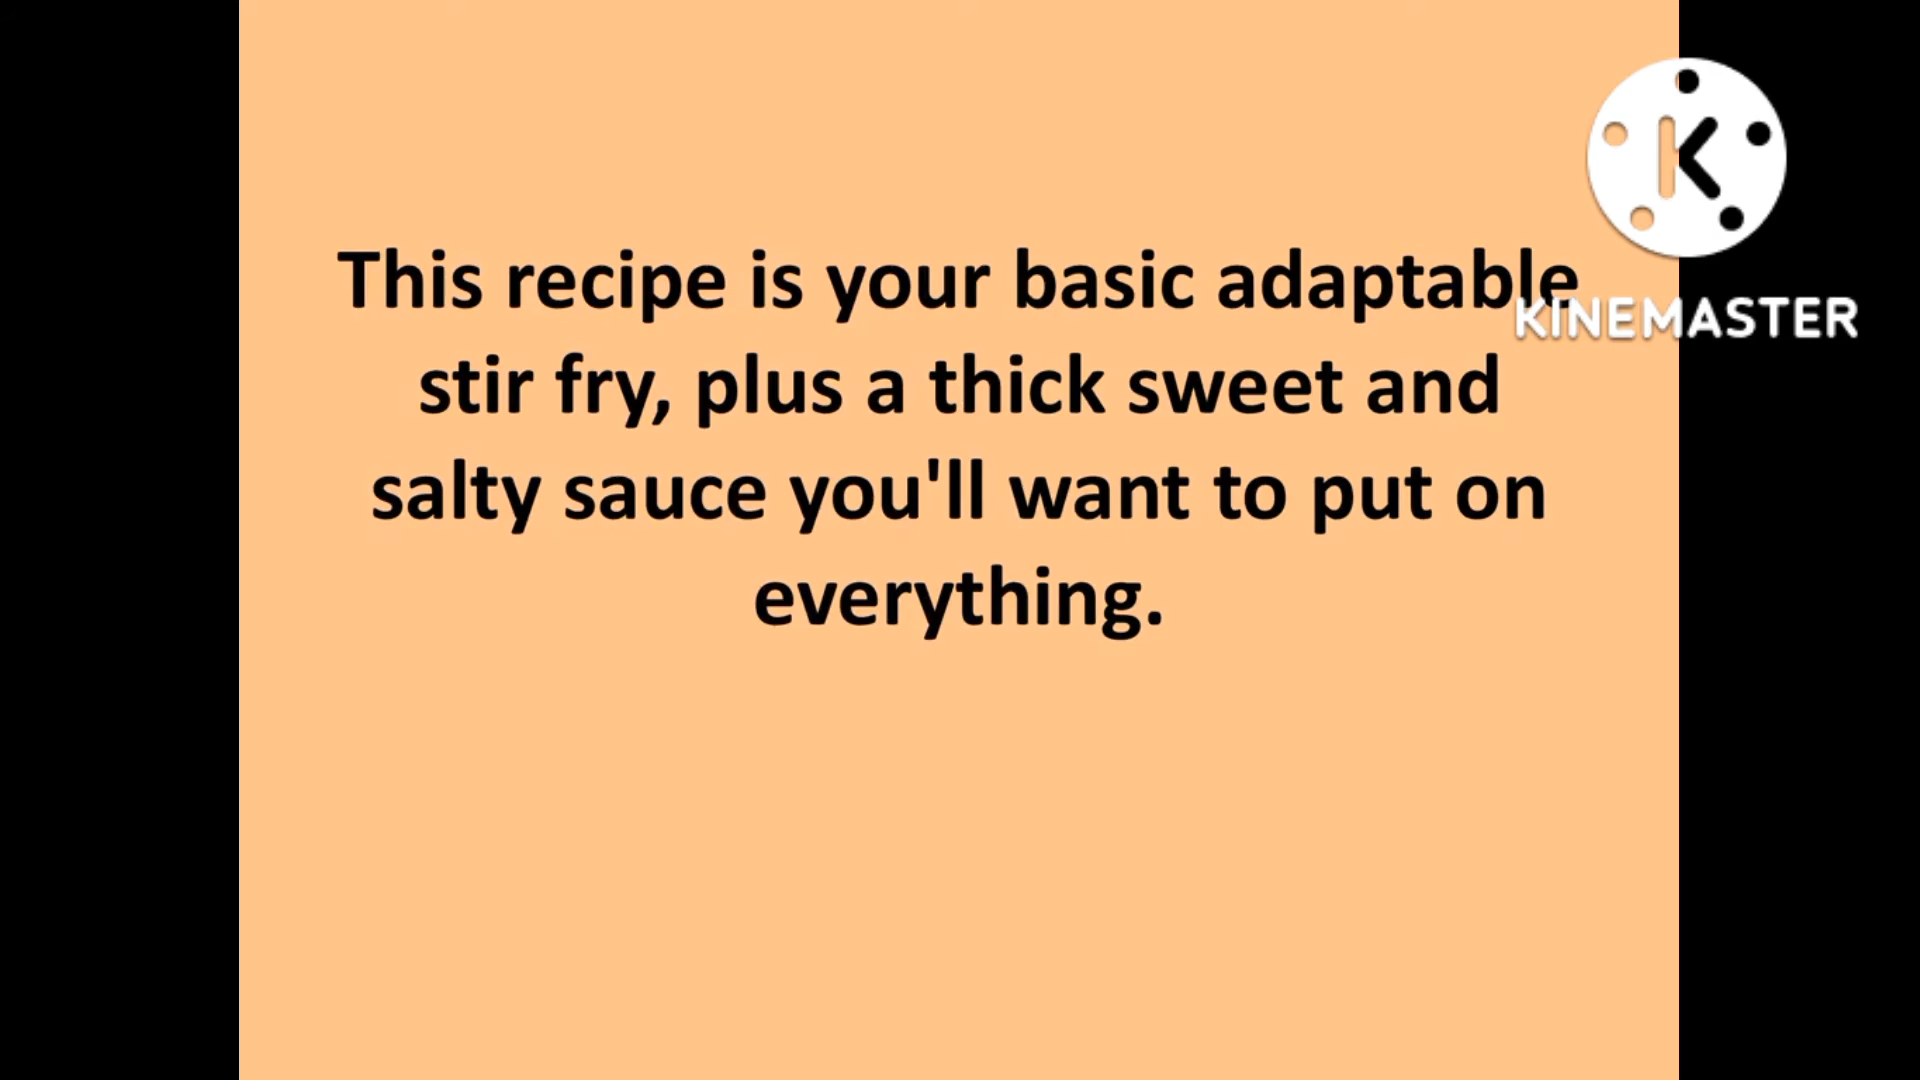 This recipe is your basic adaptable
stir fry, plus a thick sweet and
salty sauce you'll want to put on
everything.
K
KINEMASTER